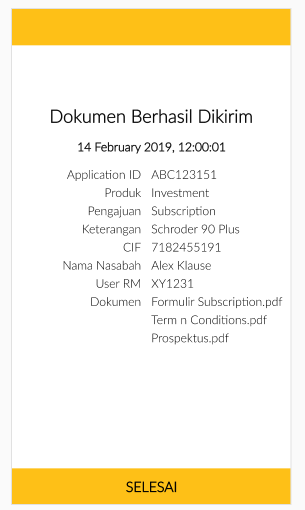 Dokumen Berhasil Dikirim
14 February 2019, 12:00:01
Application ID ABC123151
Produk Investment
Pengajuan Subscription
Keterangan Schroder 90 Plus
CIF 7182455191
Nama Nasabah Alex Klause
User RM XY1231
Dokumen Formulir Subscription.pdf
Term n Conditions.pdf
Prospektus.pdf
SELESAI